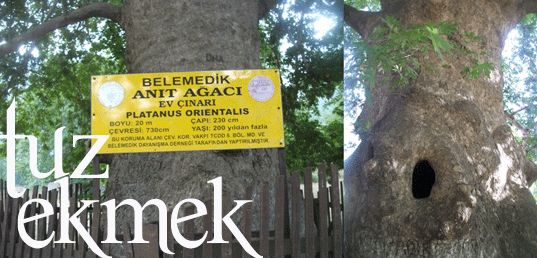 BELEMEDİK
ANIT AĞACI
EV ÇINARI
PLATANUS ORIENTALIS
BOYU: 20 m ÇAPI: 230 cm
ÇEVRESİ: 730cm YAŞI: 200 yıldan fazla
BU KORUMA ALANI ÇEV. KOR. VAKFI TCDD 6. BÖL. MD. VE
BELEMEDİK DAYANIŞMA DERNEĞİ TARAFIDAN YAPTIRILMIŞTIR.
tuz
ekmek